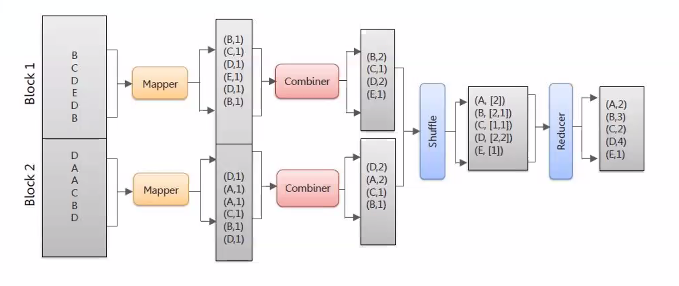 Block 1
B
C
D
E
D
B
Mapper
(B,1)
(C,1)
(D,1)
(E,1)
(D,1)
(B,1)
Combiner
(B,2)
(C,1)
(D,2)
(E,1)
Block 2
D
A
A
C
B
D
Mapper
(D,1)
(A,1)
(A,1)
(C,1)
(B,1)
(D,1)
Combiner
(D,2)
(A,2)
(C,1)
(B,1)
Shuffle
(A, [2])
(B, [2,1])
(C, [1,1])
(D, [2,2])
(E, [1])
Reducer
(A,2)
(B,3)
(C,2)
(D,4)
(E,1)